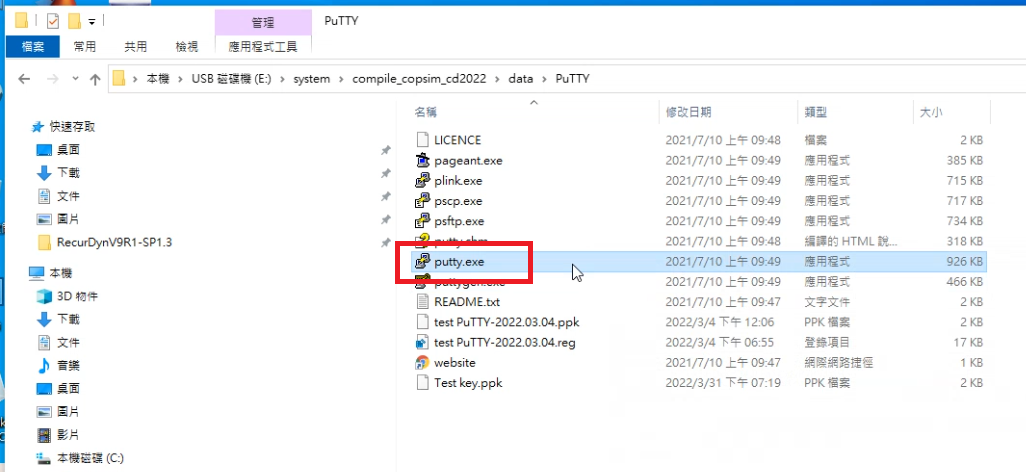 管理 PuTTY
檔案 常用 共用 檢視 應用程式工具
本機 USB 磁碟機 (E:) system compile_copsim_cd2022 data PuTTY
名稱 修改日期 類型 大小
快速存取
桌面
下載
文件
圖片
RecurDynV9R1-SP1.3
本機
3D 物件
下載
文件
音樂
桌面
圖片
影片
本機磁碟 (C:)
LICENCE 2021/7/10 上午 09:48 檔案 2 KB
pageant.exe 2021/7/10 上午 09:49 應用程式 385 KB
plink.exe 2021/7/10 上午 09:49 應用程式 715 KB
pscp.exe 2021/7/10 上午 09:49 應用程式 717 KB
psftp.exe 2021/7/10 上午 09:49 應用程式 734 KB
putty.chm 2021/7/10 上午 09:48 編譯的 HTML 說... 318 KB
putty.exe 2021/7/10 上午 09:49 應用程式 926 KB
puttygen.exe 2021/7/10 上午 09:49 應用程式 466 KB
README.txt 2021/7/10 上午 09:47 文字文件 2 KB
test PuTTY-2022.03.04.ppk 2022/3/4 下午 12:06 PPK 檔案 2 KB
test PuTTY-2022.03.04.reg 2022/3/4 下午 06:55 登錄項目 17 KB
website 2021/7/10 上午 09:47 網際網路捷徑 1 KB
Test key.ppk 2022/3/31 下午 07:19 PPK 檔案 2 KB